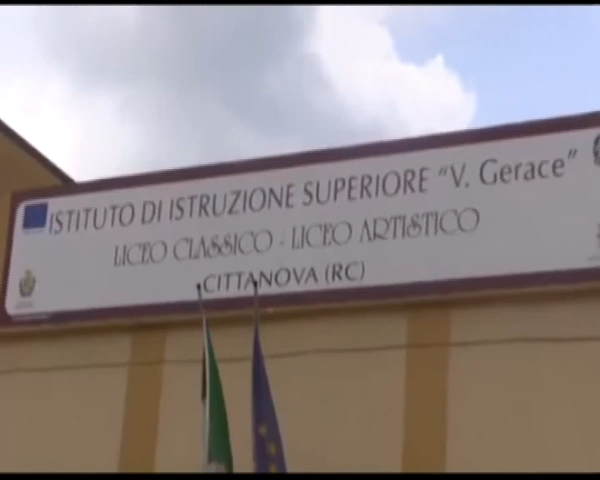 ISTITUTO DI ISTRUZIONE SUPERIORE "V. Gerace"
LICEO CLASSICO - LICEO ARTISTICO
CITTANOVA (RC)